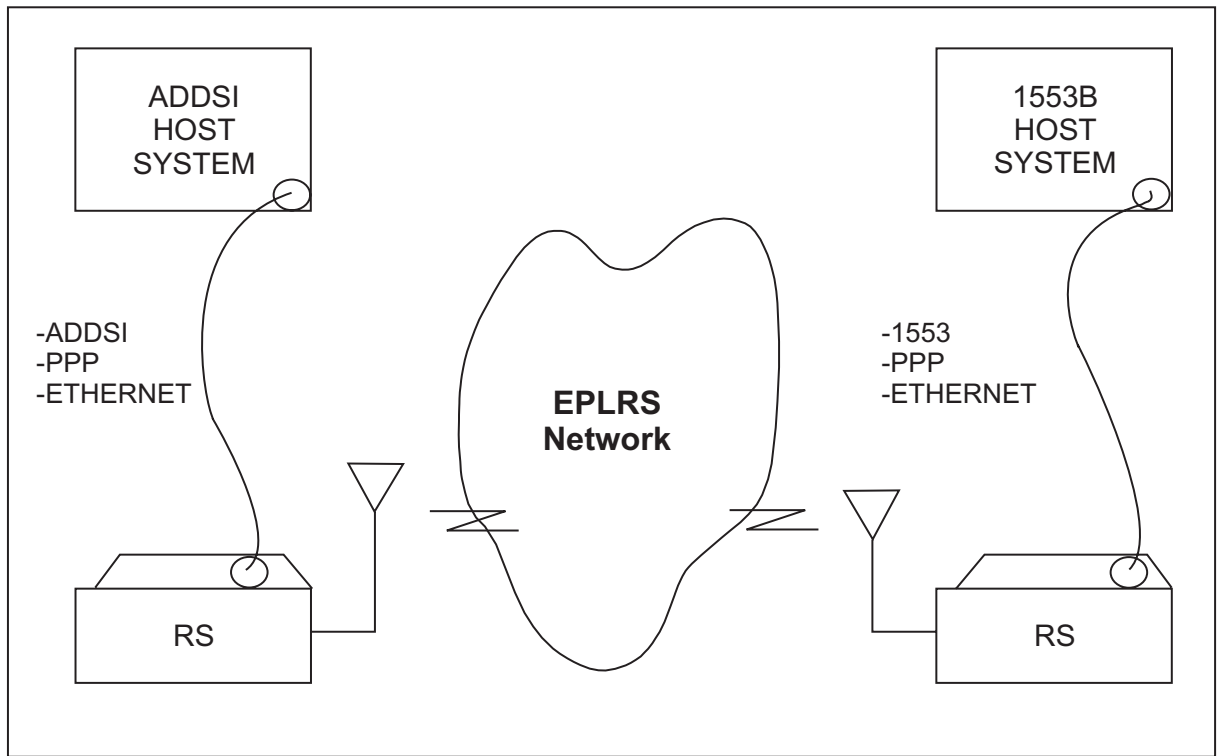 ADDSI
HOST
SYSTEM
1553B
HOST
SYSTEM
-ADDSI
-PPP
-ETHERNET
-1553
-PPP
-ETHERNET
EPLRS
Network
RS
RS